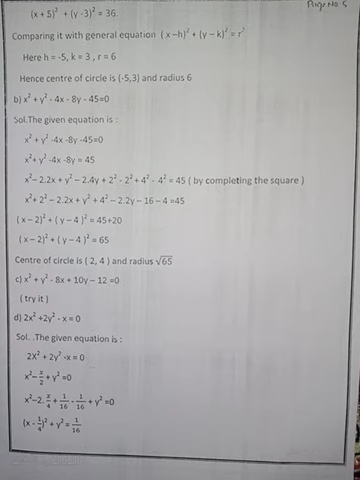 Page No 5
(x + 5)² + (y -3)² = 36.
Comparing it with general equation (x –h)² + (y – k)² = r²
Here h = -5, k = 3 , r = 6
Hence centre of circle is (-5,3) and radius 6
b) x² + y² - 4x - 8y - 45=0
Sol.The given equation is :
x² + y² -4x -8y -45=0
x²+ y² -4x -8y = 45
x²– 2.2x + y² – 2.4y + 2² - 2² + 4² - 4² = 45 ( by completing the square )
x²+ 2² – 2.2x + y² + 4² – 2.2y – 16 – 4 =45
(x – 2)² + ( y – 4 )² = 45+20
(x – 2)² + ( y – 4 )² = 65
Centre of circle is ( 2, 4 ) and radius √65
c) x² + y² - 8x + 10y – 12 =0
( try it )
d) 2x² +2y² - x = 0
Sol. .The given equation is :
2X² + 2y² -x = 0
x²– x/2 + y² =0
x²–2. x/4 + 1/16 - 1/16 + y² =0
(x - 1/4)² + y² = 1/16